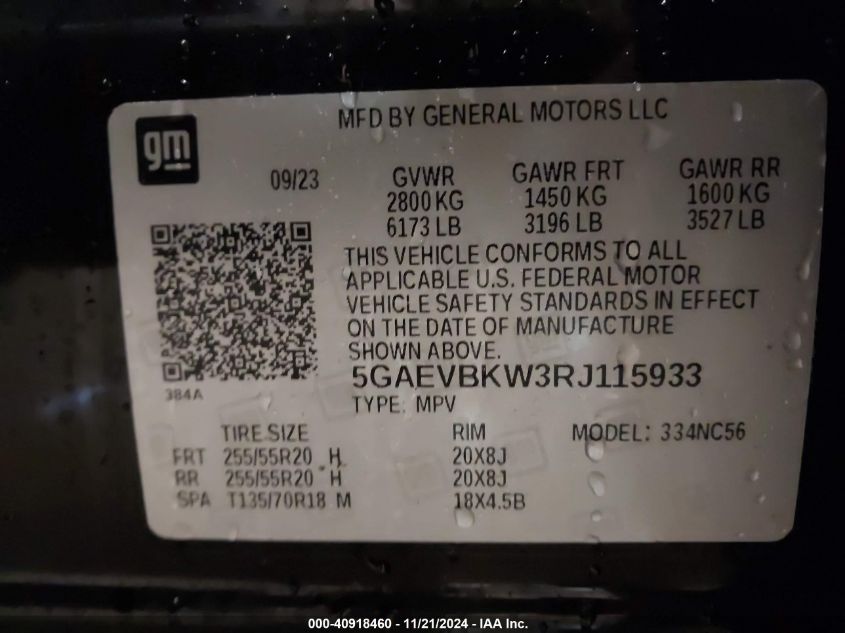 MFD BY GENERAL MOTORS LLC
gm
09/23
GVWR GAWR FRT GAWR RR
2800 KG 1450 KG 1600 KG
6173 LB 3196 LB 3527 LB
THIS VEHICLE CONFORMS TO ALL
APPLICABLE U.S. FEDERAL MOTOR
VEHICLE SAFETY STANDARDS IN EFFECT
ON THE DATE OF MANUFACTURE
SHOWN ABOVE.
5GAEVBKW3RJ115933
384A
TYPE: MPV
TIRE SIZE RIM MODEL: 334NC56
FRT 255/55R20 H 20X8J
RR 255/55R20 H 20X8J
SPA T135/70R18 M 18X4.5B
000-40918460 - 11/21/2024 - IAA Inc.